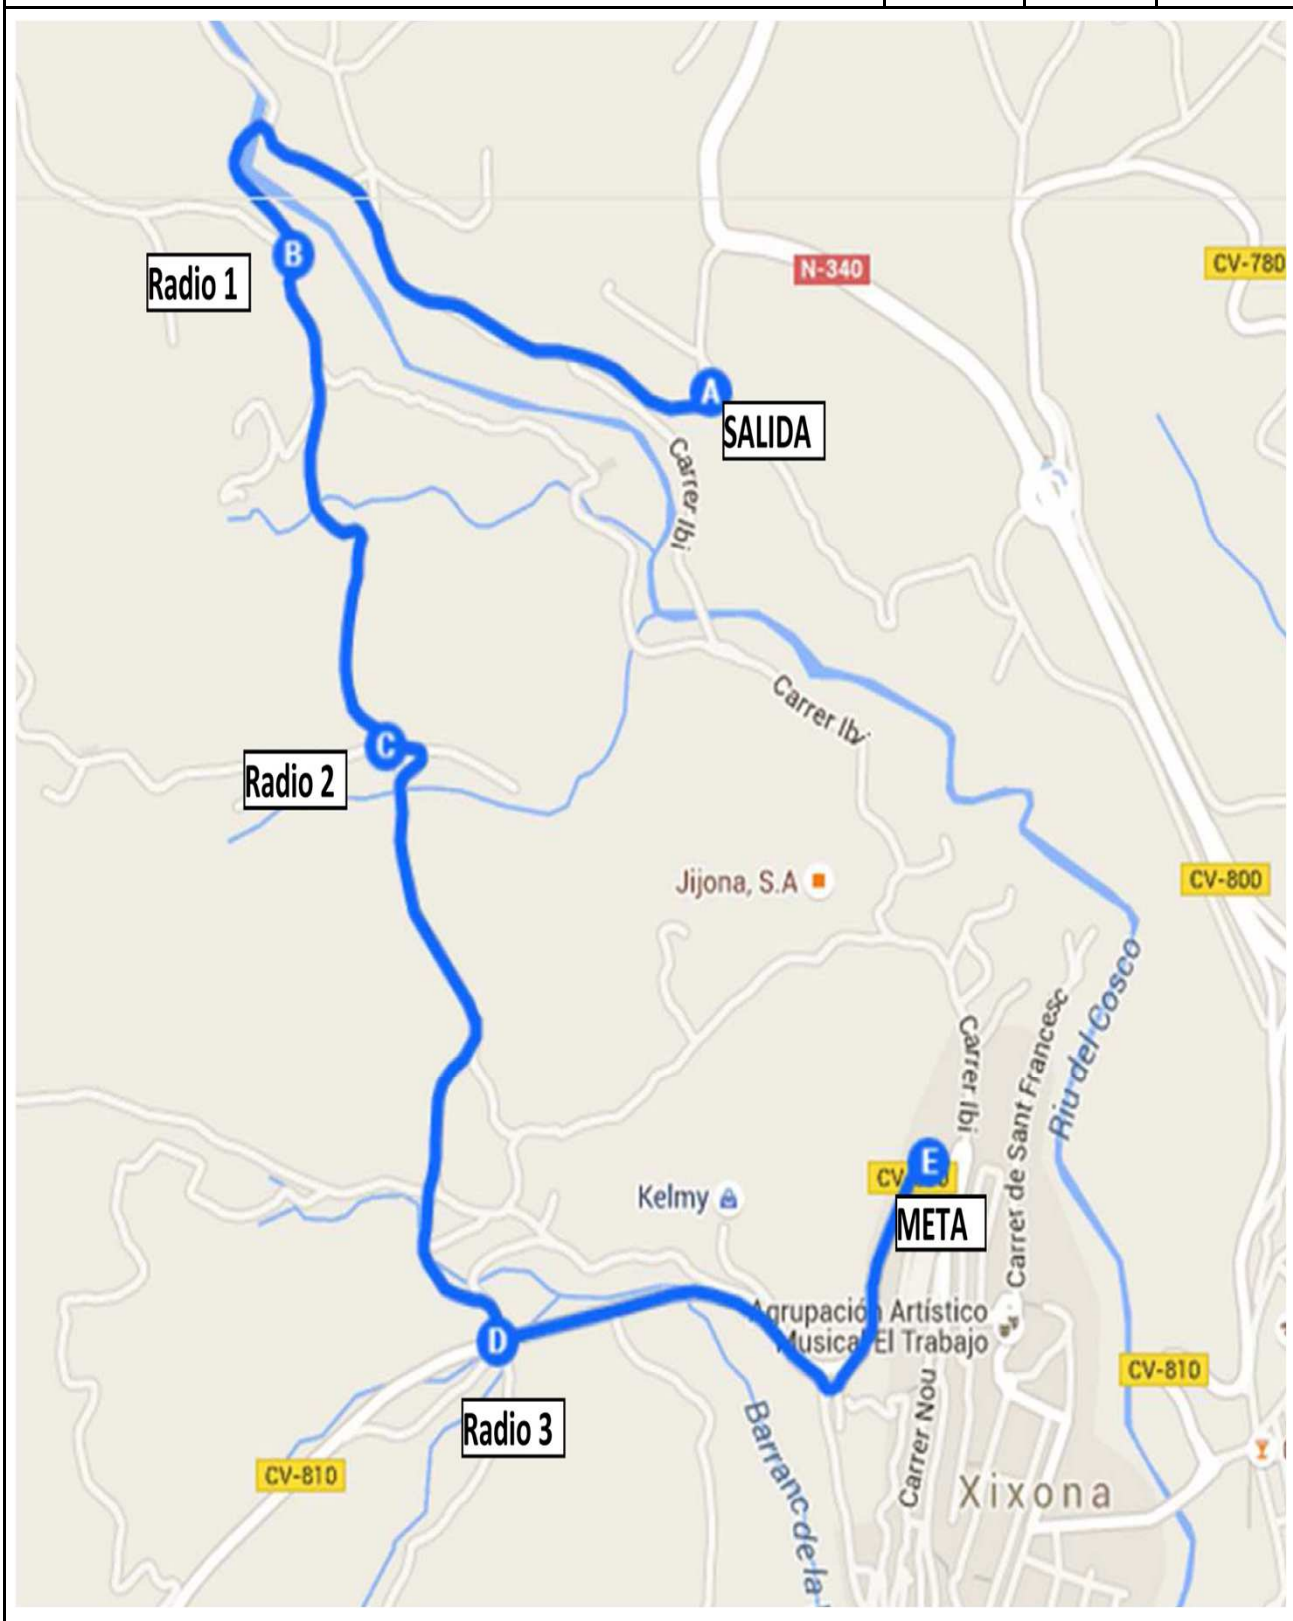 B
Radio 1
N-340
CV-780
A
SALIDA
Carrer Ibi
Carrer Ibi
C
Radio 2
Jijona, S.A
CV-800
Riu del Cosco
Carrer Ibi
Carrer de Sant Francesc
E
CV-
META
Kelmy
Agrupación Artístico
Musical El Trabajo
D
Radio 3
CV-810
CV-810
Carrer Nou
Barranc de la
Xixona